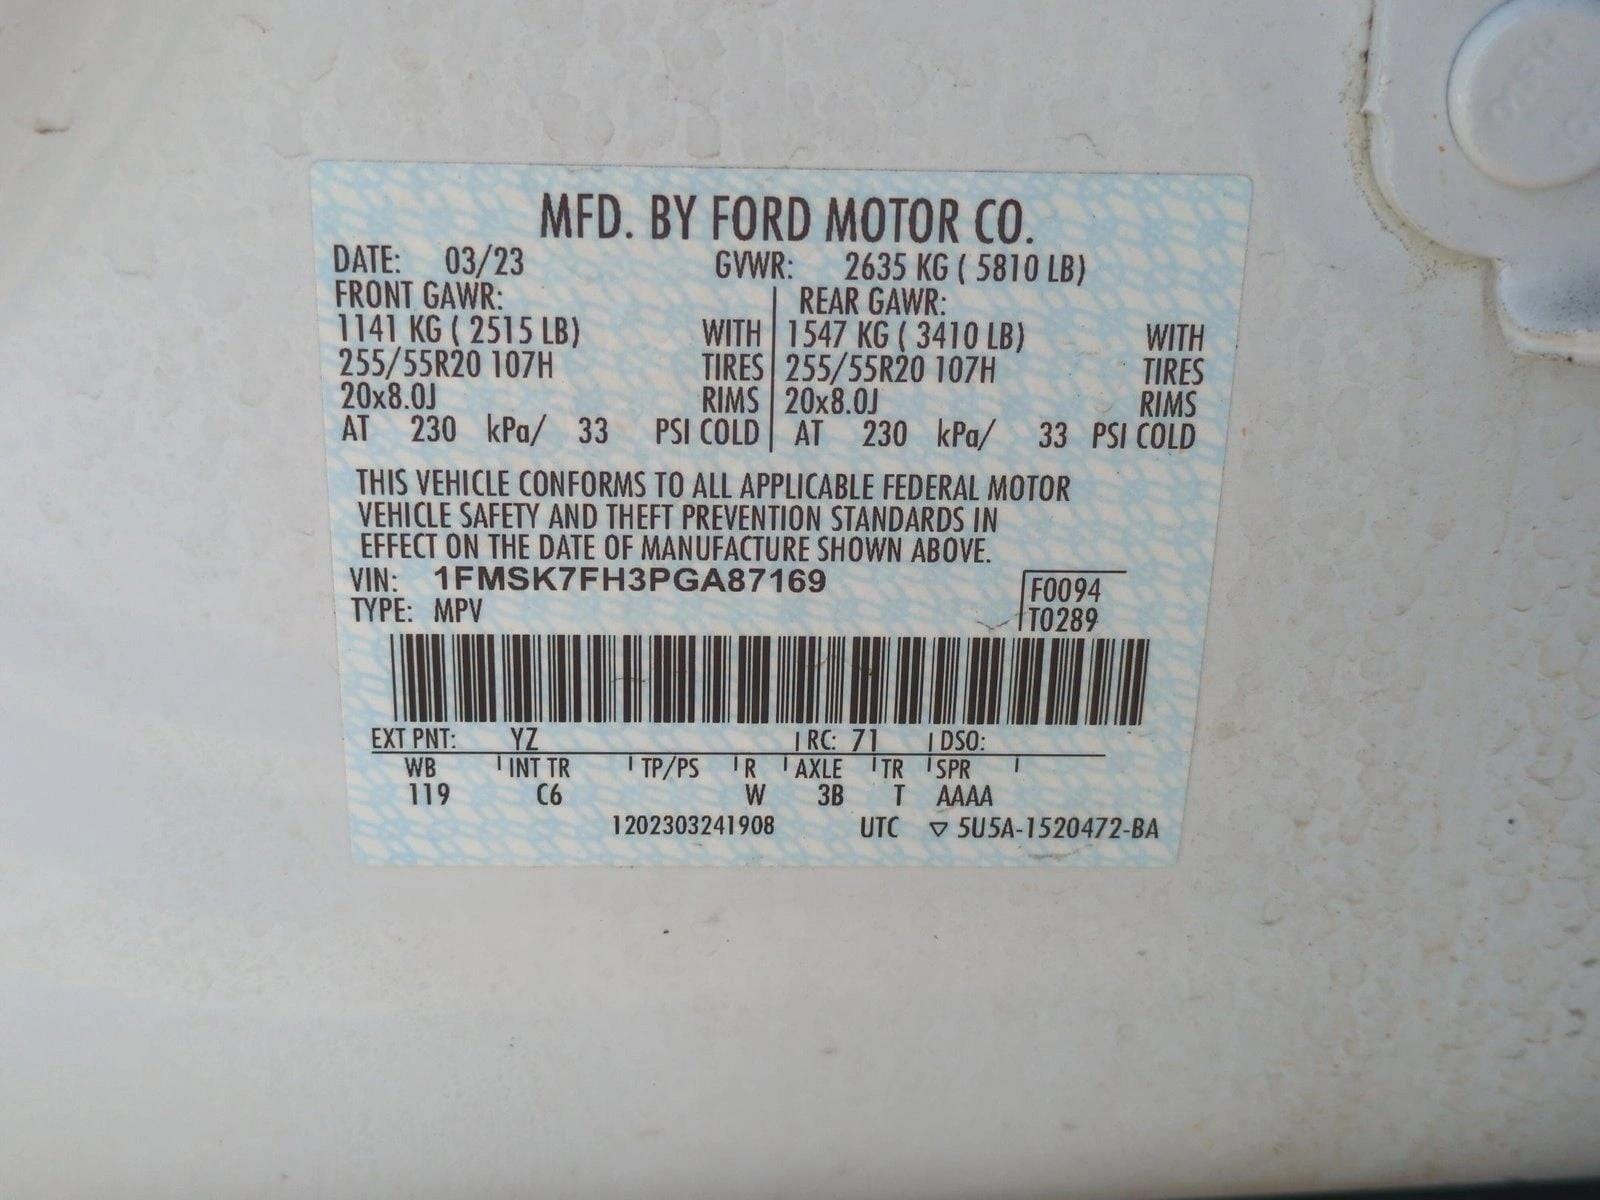 MFD. BY FORD MOTOR CO.
DATE: 03/23 GVWR: 2635 KG ( 5810 LB)
FRONT GAWR: REAR GAWR:
1141 KG ( 2515 LB) WITH 1547 KG ( 3410 LB) WITH
255/55R20 107H TIRES 255/55R20 107H TIRES
20x8.0J RIMS 20x8.0J RIMS
AT 230 kPa/ 33 PSI COLD AT 230 kPa/ 33 PSI COLD
THIS VEHICLE CONFORMS TO ALL APPLICABLE FEDERAL MOTOR
VEHICLE SAFETY AND THEFT PREVENTION STANDARDS IN
EFFECT ON THE DATE OF MANUFACTURE SHOWN ABOVE.
VIN: 1FMSK7FH3PGA87169 F0094
TYPE: MPV T0289
EXT PNT: YZ RC: 71 DSO:
WB INT TR TP/PS R AXLE TR SPR
119 C6 W 3B T AAAA
1202303241908 UTC ▽ 5U5A-1520472-BA